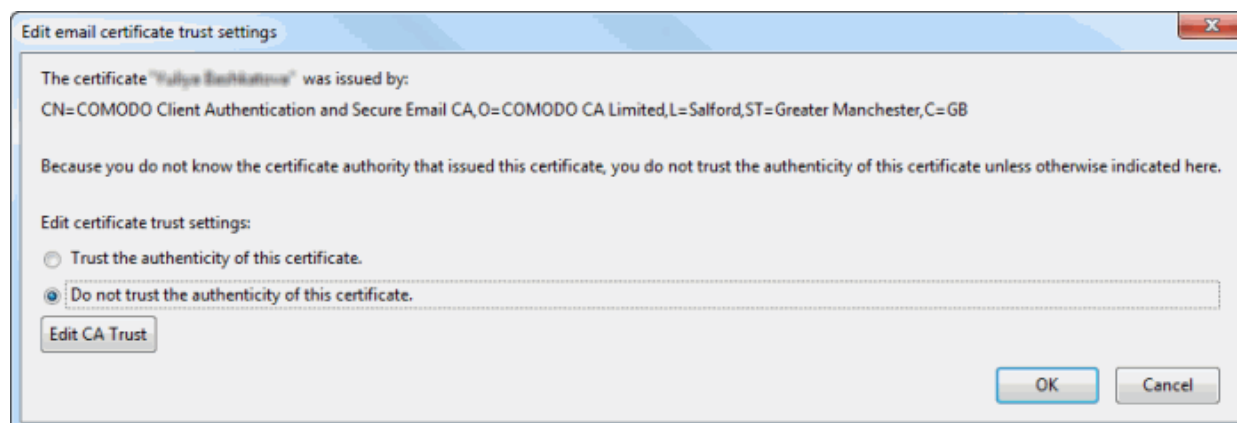 Edit email certificate trust settings
The certificate was issued by:
CN=COMODO Client Authentication and Secure Email CA,O=COMODO CA Limited,L=Salford,ST=Greater Manchester,C=GB
Because you do not know the certificate authority that issued this certificate, you do not trust the authenticity of this certificate unless otherwise indicated here.
Edit certificate trust settings:
Trust the authenticity of this certificate.
Do not trust the authenticity of this certificate.
Edit CA Trust
OK Cancel